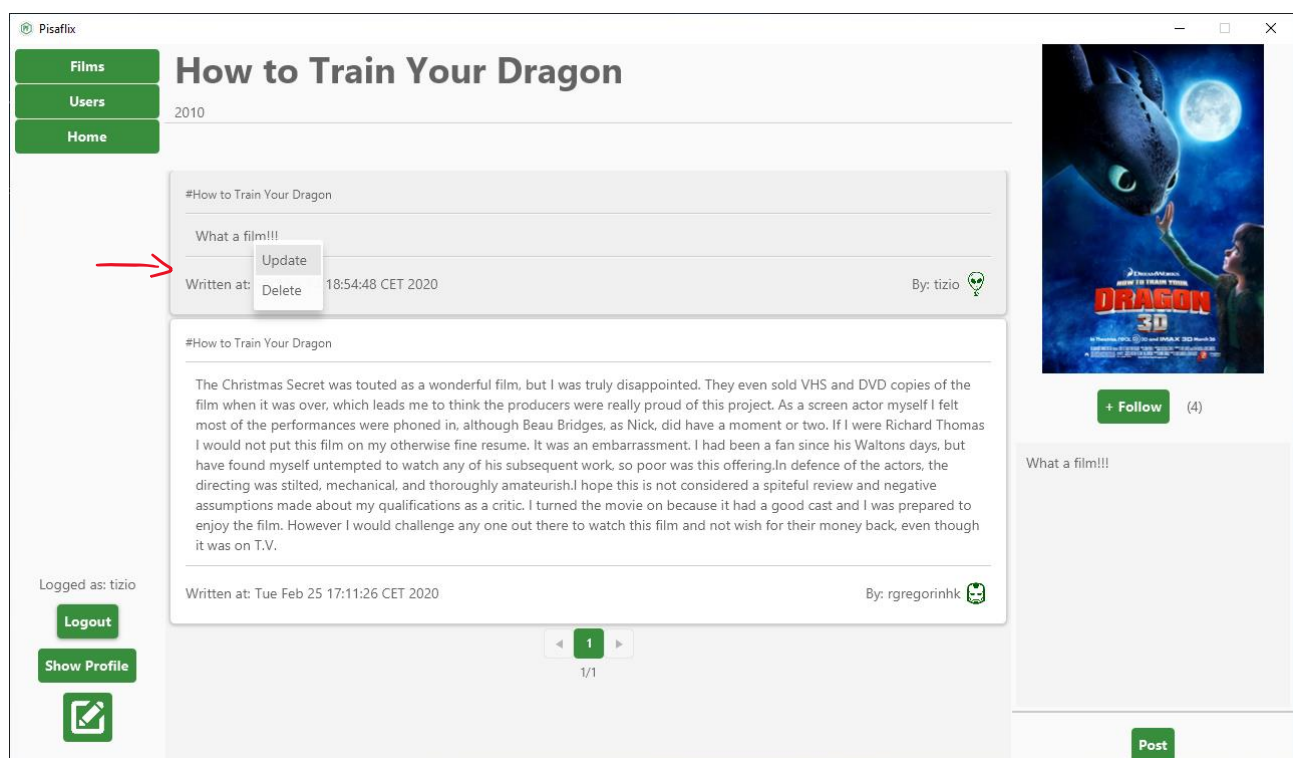 Pisaflix
Films
Users
Home
How to Train Your Dragon
2010
#How to Train Your Dragon
What a film!!!
Update
Delete
Written at: 18:54:48 CET 2020
By: tizio
#How to Train Your Dragon
The Christmas Secret was touted as a wonderful film, but I was truly disappointed. They even sold VHS and DVD copies of the
film when it was over, which leads me to think the producers were really proud of this project. As a screen actor myself I felt
most of the performances were phoned in, although Beau Bridges, as Nick, did have a moment or two. If I were Richard Thomas
I would not put this film on my otherwise fine resume. It was an embarrassment. I had been a fan since his Waltons days, but
have found myself untempted to watch any of his subsequent work, so poor was this offering.In defence of the actors, the
directing was stilted, mechanical, and thoroughly amateurish.I hope this is not considered a spiteful review and negative
assumptions made about my qualifications as a critic. I turned the movie on because it had a good cast and I was prepared to
enjoy the film. However I would challenge any one out there to watch this film and not wish for their money back, even though
it was on T.V.
Written at: Tue Feb 25 17:11:26 CET 2020
By: rgregorinhk
1
1/1
Logged as: tizio
Logout
Show Profile
DreamWorks
HOW TO TRAIN YOUR
DRAGON
3D
+ Follow (4)
What a film!!!
Post